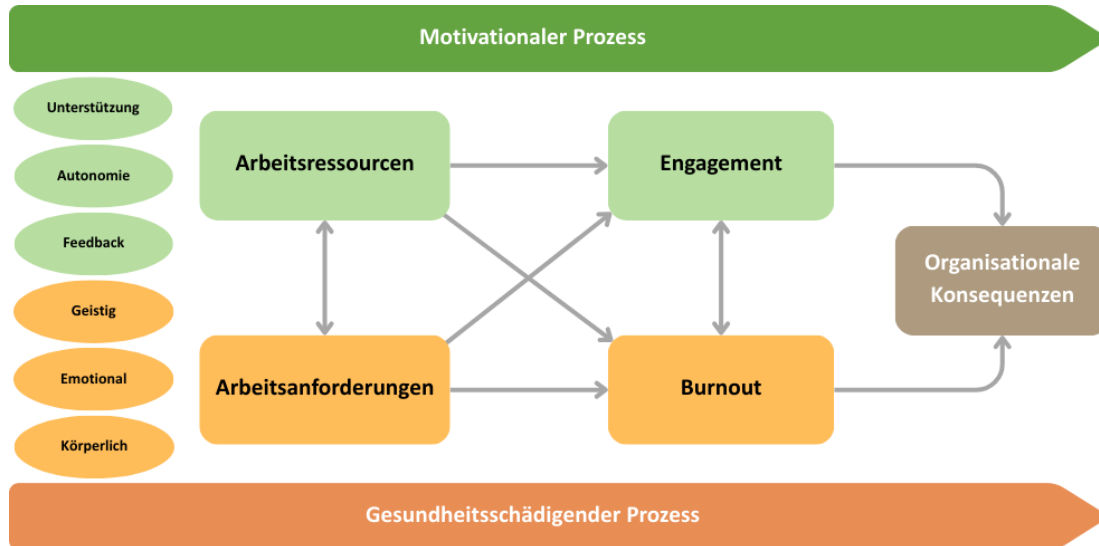 Motivationaler Prozess
Unterstützung
Autonomie
Feedback
Geistig
Emotional
Körperlich
Arbeitsressourcen
Engagement
Arbeitsanforderungen
Burnout
Organisationale
Konsequenzen
Gesundheitsschädigender Prozess